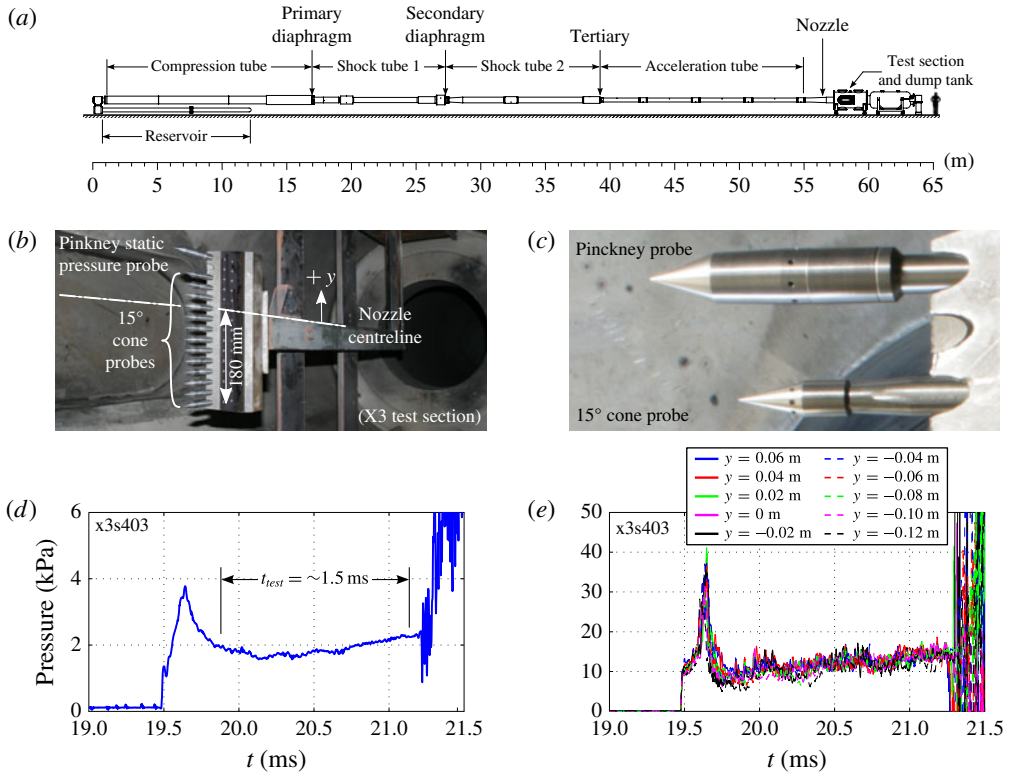 (a)
Primary
diaphragm
Secondary
diaphragm
Tertiary
Nozzle
Compression tube
Shock tube 1
Shock tube 2
Acceleration tube
Test section
and dump tank
Reservoir
(m)
0 5 10 15 20 25 30 35 40 45 50 55 60 65
(b)
Pinkney static
pressure probe
+ y
15°
cone
probes
180 mm
Nozzle
centreline
(X3 test section)
(c)
Pinckney probe
15° cone probe
(d)
x3s403
t_test = ~1.5 ms
Pressure (kPa)
6
4
2
0
19.0 19.5 20.0 20.5 21.0 21.5
t (ms)
(e)
y = 0.06 m
y = 0.04 m
y = 0.02 m
y = 0 m
y = −0.02 m
y = −0.04 m
y = −0.06 m
y = −0.08 m
y = −0.10 m
y = −0.12 m
x3s403
50
40
30
20
10
0
19.0 19.5 20.0 20.5 21.0 21.5
t (ms)